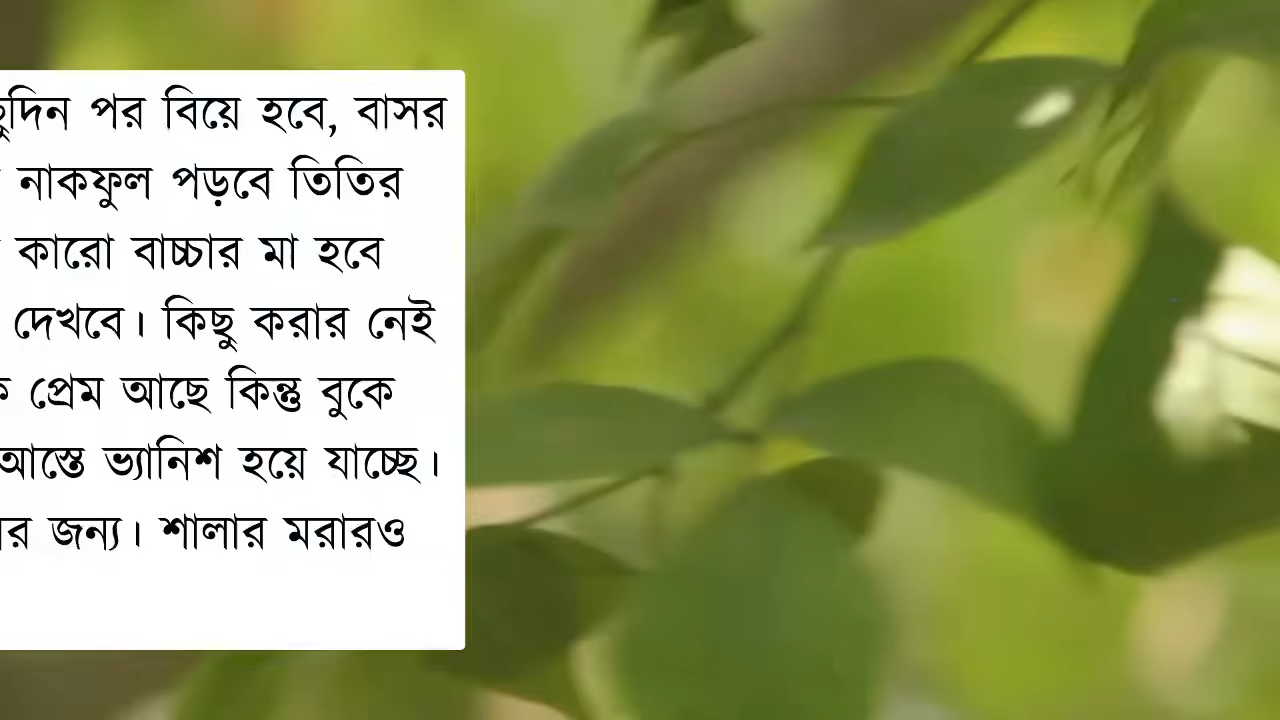 পর বিয়ে হবে, বাসর
নাকফুল পড়বে তিতির
কারো বাচ্চার মা হবে
দেখবে। কিছু করার নেই
প্রেম আছে কিন্তু বুকে
আস্তে ভ্যানিশ হয়ে যাচ্ছে।
জন্য। শালার মরারও